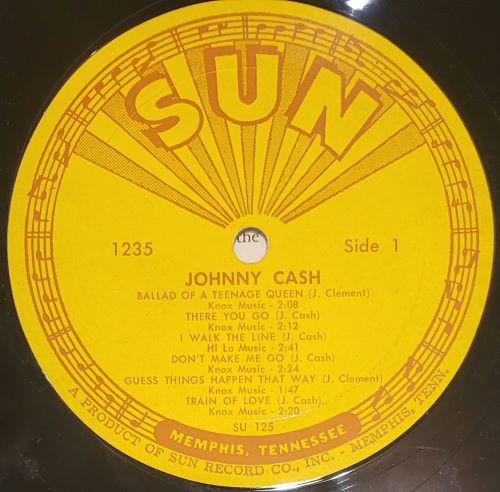 SUN
the
1235
Side 1
JOHNNY CASH
BALLAD OF A TEENAGE QUEEN (J. Clement)
Knox Music - 2:08
THERE YOU GO (J. Cash)
Knox Music - 2:12
I WALK THE LINE (J. Cash)
Hi Lo Music - 2:41
DON'T MAKE ME GO (J. Cash)
Knox Music - 2:24
GUESS THINGS HAPPEN THAT WAY (J. Clement)
Knox Music - 1:47
TRAIN OF LOVE (J. Cash)
Knox Music - 2:20
SU 125
MEMPHIS, TENNESSEE
A PRODUCT OF SUN RECORD CO., INC. - MEMPHIS, TENN.